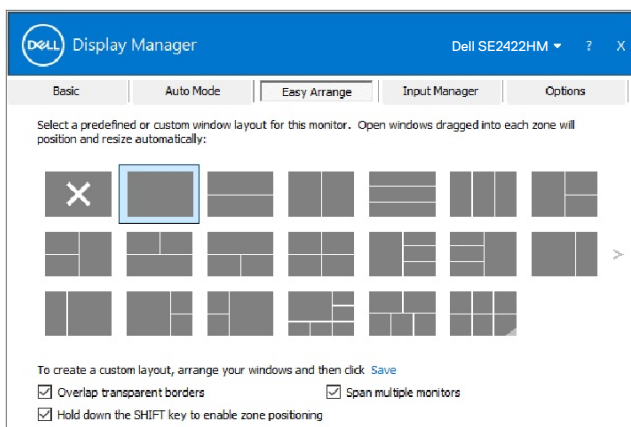 DELL Display Manager Dell SE2422HM ? X
Basic Auto Mode Easy Arrange Input Manager Options
Select a predefined or custom window layout for this monitor. Open windows dragged into each zone will
position and resize automatically:
To create a custom layout, arrange your windows and then click Save
Overlap transparent borders Span multiple monitors
Hold down the SHIFT key to enable zone positioning